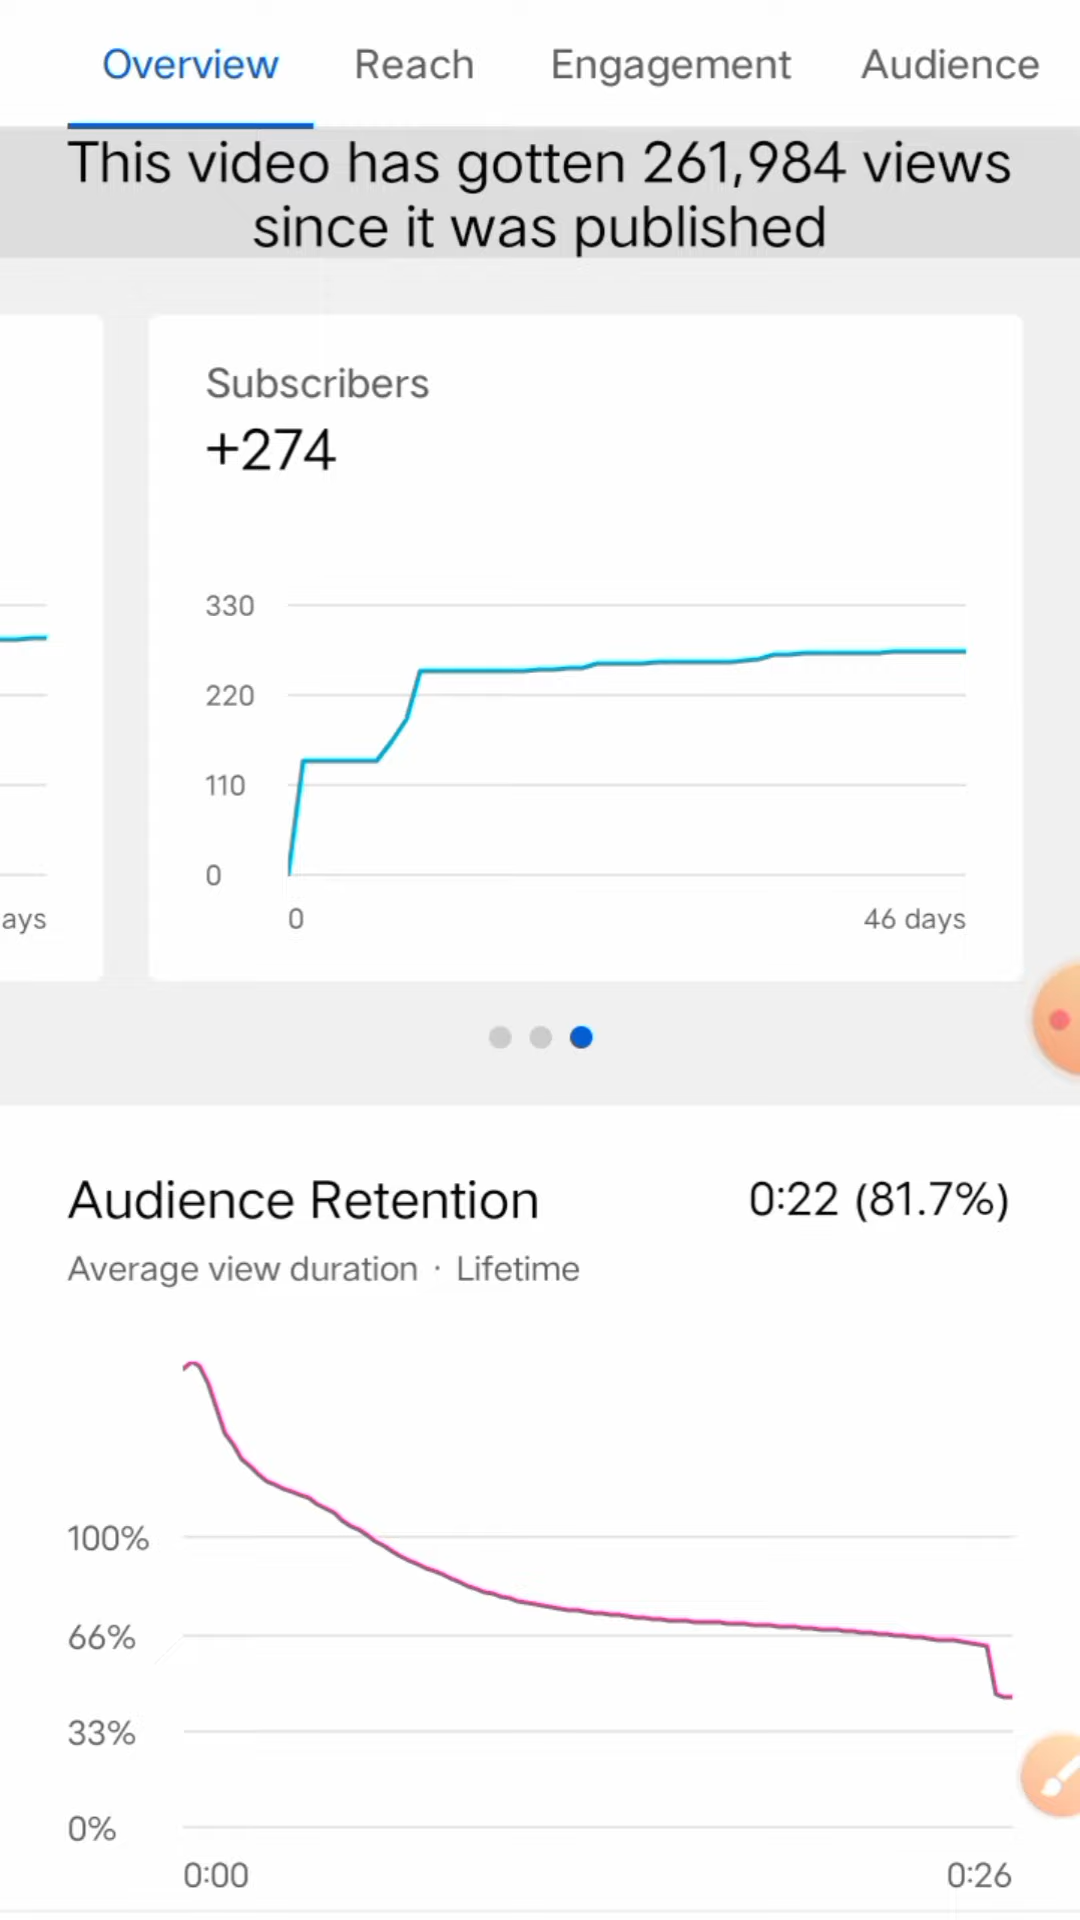 Overview Reach Engagement Audience
This video has gotten 261,984 views
since it was published
Subscribers
+274
330
220
110
0
0 46 days
ays
Audience Retention 0:22 (81.7%)
Average view duration · Lifetime
100%
66%
33%
0%
0:00 0:26